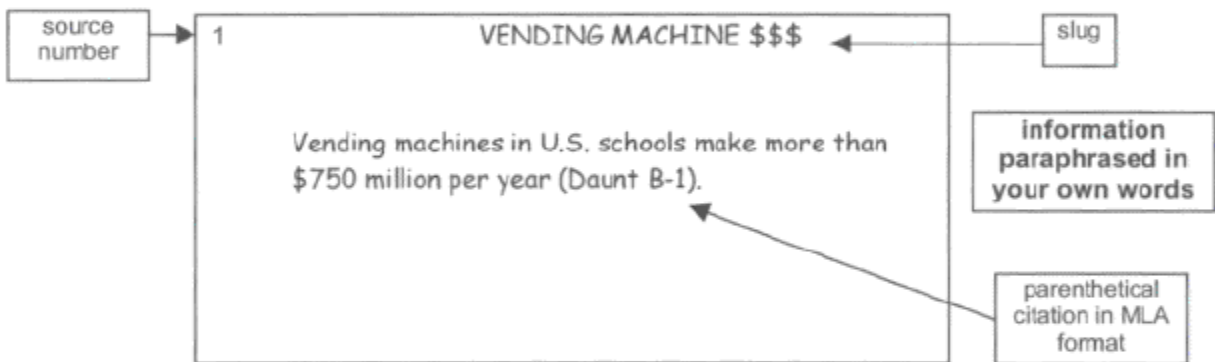 source
number
1
VENDING MACHINE $$$
slug
Vending machines in U.S. schools make more than
$750 million per year (Daunt B-1).
information
paraphrased in
your own words
parenthetical
citation in MLA
format